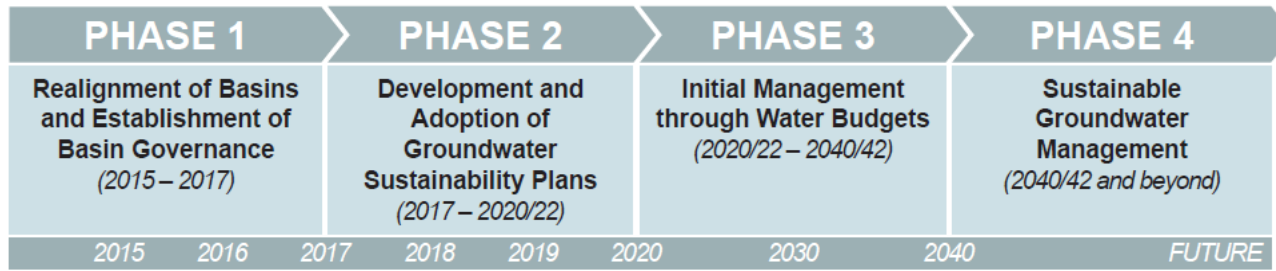 PHASE 1
PHASE 2
PHASE 3
PHASE 4
Realignment of Basins
and Establishment of
Basin Governance
(2015 – 2017)
Development and
Adoption of
Groundwater
Sustainability Plans
(2017 – 2020/22)
Initial Management
through Water Budgets
(2020/22 – 2040/42)
Sustainable
Groundwater
Management
(2040/42 and beyond)
2015 2016 2017 2018 2019 2020 2030 2040 FUTURE